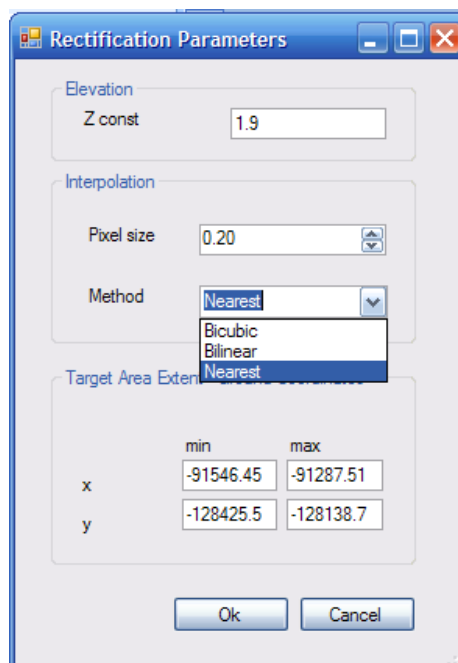 Rectification Parameters
Elevation
Z const 1.9
Interpolation
Pixel size 0.20
Method Nearest
Bicubic
Bilinear
Nearest
Target Area Extent
min max
x -91546.45 -91287.51
y -128425.5 -128138.7
Ok Cancel